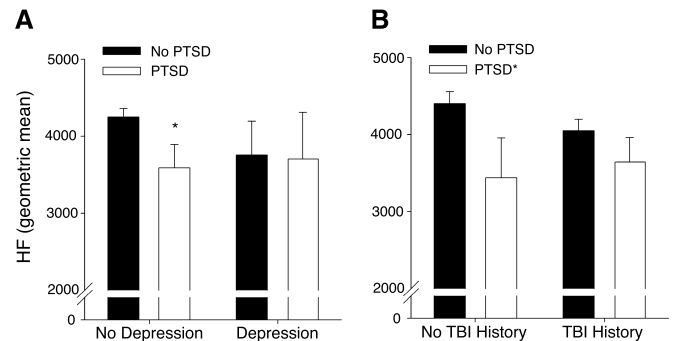 A
No PTSD
PTSD
HF (geometric mean)
5000
4000
3000
2000
0
*
No Depression
Depression
B
No PTSD
PTSD*
5000
4000
3000
2000
0
No TBI History
TBI History